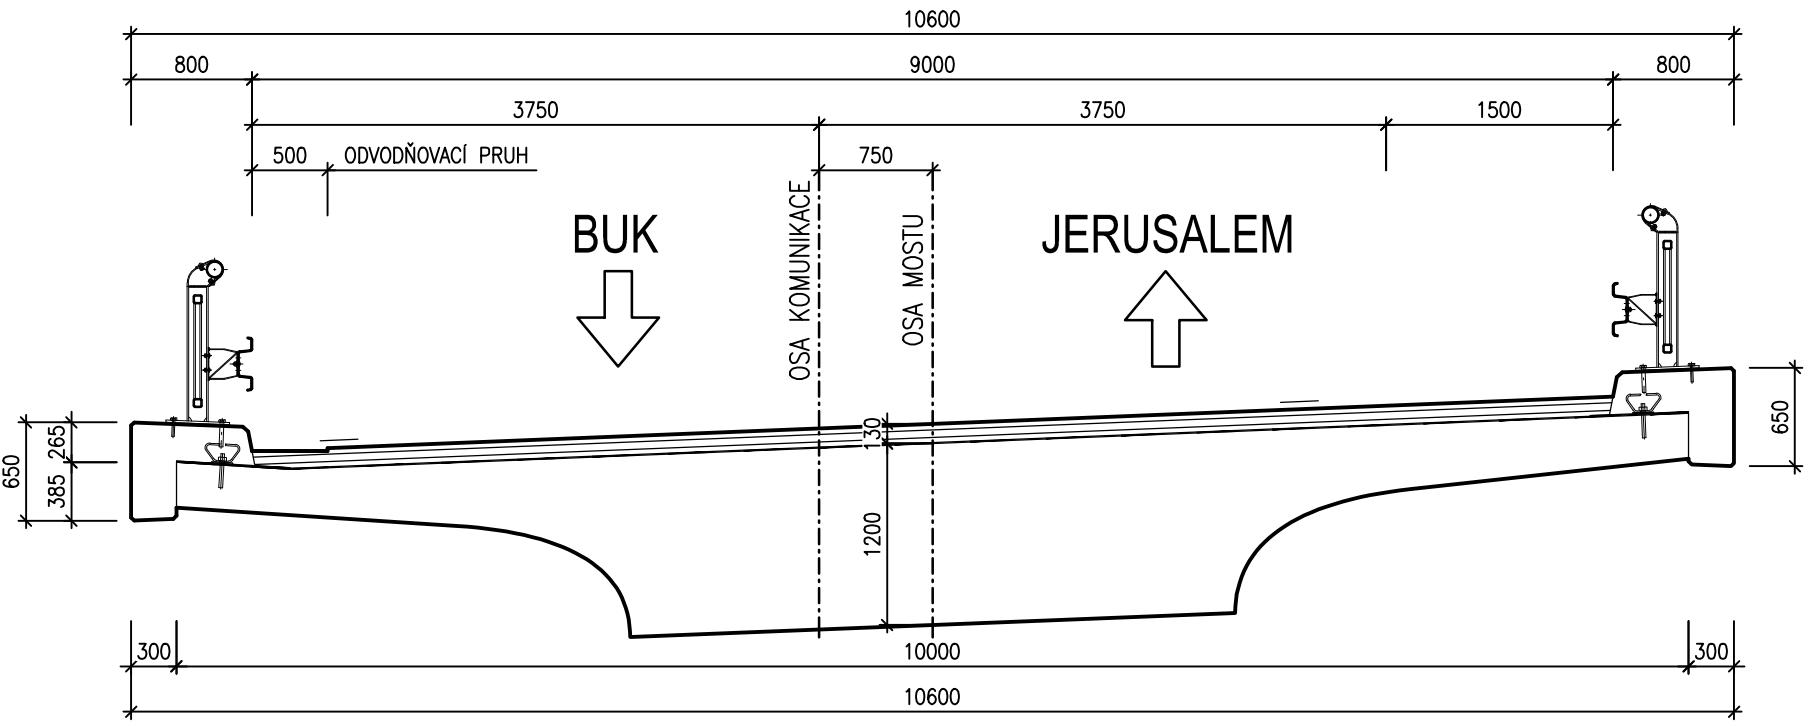 10600
800 9000 800
3750 3750 1500
500 ODVODŇOVACÍ PRUH 750
OSA KOMUNIKACE
OSA MOSTU
BUK JERUSALEM
650
265
385
130
1200
650
300 10000 300
10600